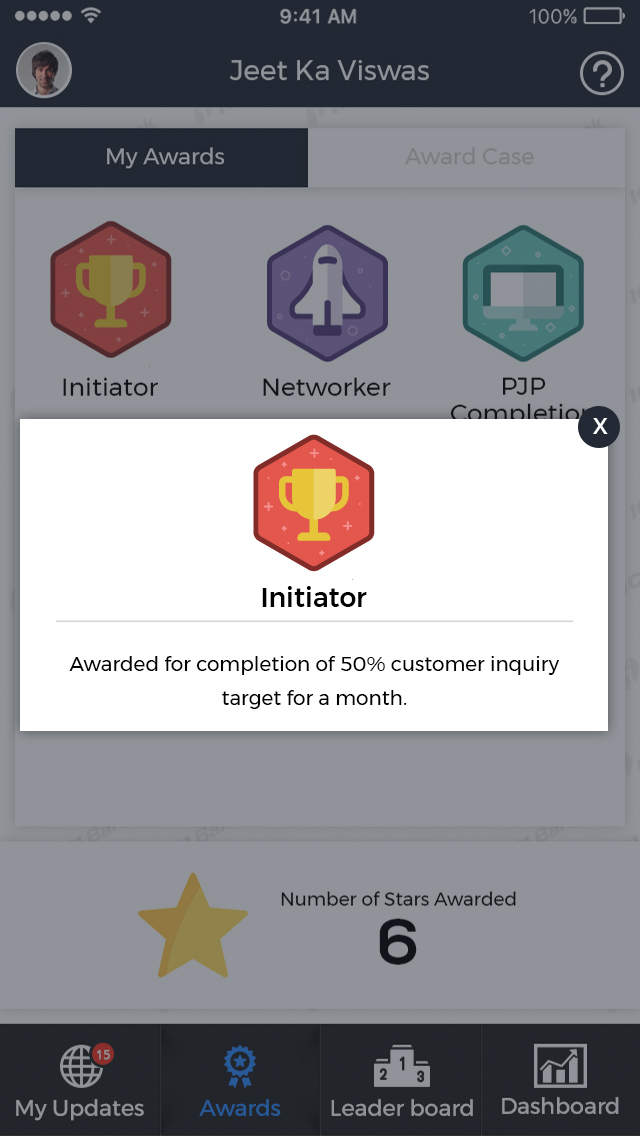 9:41 AM 100%
Jeet Ka Viswas ?
My Awards Award Case
Initiator Networker PJP
Completion
X
Initiator
Awarded for completion of 50% customer inquiry
target for a month.
Number of Stars Awarded
6
15
1
2 3
My Updates Awards Leader board Dashboard